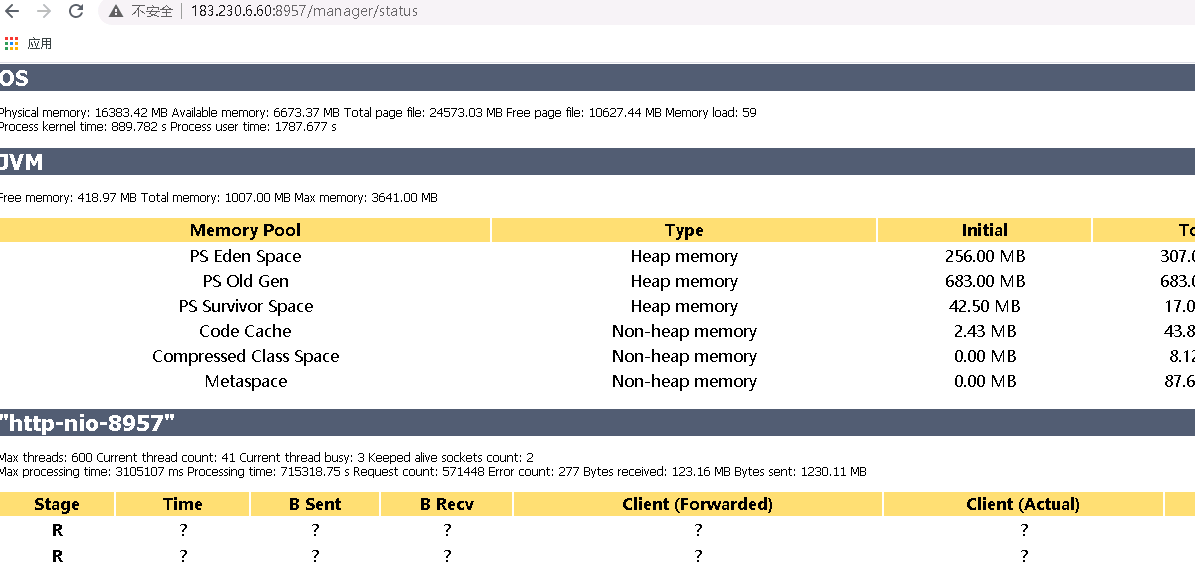 不安全 183.230.6.60:8957/manager/status
应用
OS
Physical memory: 16383.42 MB Available memory: 6673.37 MB Total page file: 24573.03 MB Free page file: 10627.44 MB Memory load: 59
Process kernel time: 889.782 s Process user time: 1787.677 s
JVM
Free memory: 418.97 MB Total memory: 1007.00 MB Max memory: 3641.00 MB
Memory Pool Type Initial
PS Eden Space Heap memory 256.00 MB 307.0
PS Old Gen Heap memory 683.00 MB 683.0
PS Survivor Space Heap memory 42.50 MB 17.0
Code Cache Non-heap memory 2.43 MB 43.8
Compressed Class Space Non-heap memory 0.00 MB 8.12
Metaspace Non-heap memory 0.00 MB 87.6
"http-nio-8957"
Max threads: 600 Current thread count: 41 Current thread busy: 3 Keeped alive sockets count: 2
Max processing time: 3105107 ms Processing time: 715318.75 s Request count: 571448 Error count: 277 Bytes received: 123.16 MB Bytes sent: 1230.11 MB
Stage Time B Sent B Recv Client (Forwarded) Client (Actual)
R ? ? ? ? ?
R ? ? ? ? ?